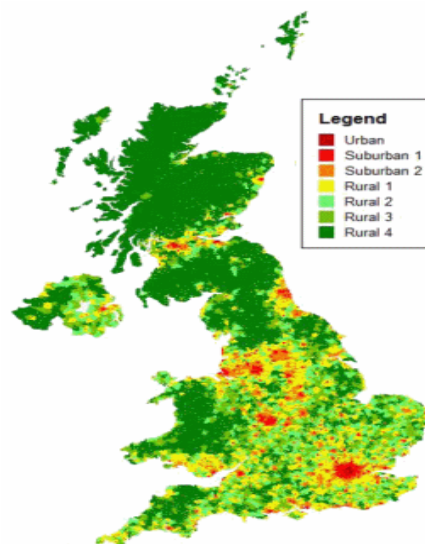 Legend
Urban
Suburban 1
Suburban 2
Rural 1
Rural 2
Rural 3
Rural 4